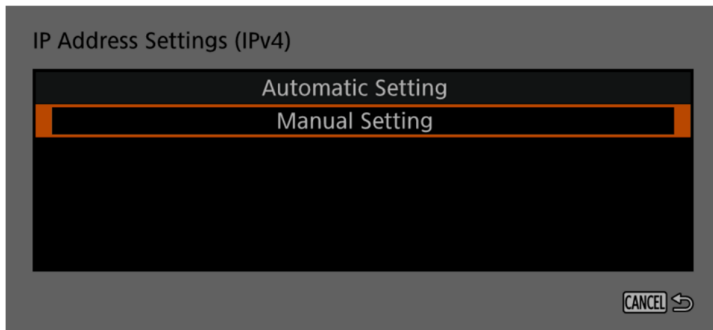 IP Address Settings (IPv4)
Automatic Setting
Manual Setting
CANCEL